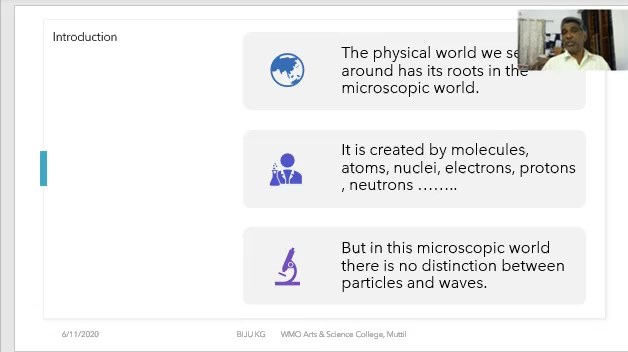 Introduction
The physical world we se
around has its roots in the
microscopic world.
It is created by molecules,
atoms, nuclei, electrons, protons
, neutrons ……..
But in this microscopic world
there is no distinction between
particles and waves.
6/11/2020 BIJU KG WMO Arts & Science College, Muttil